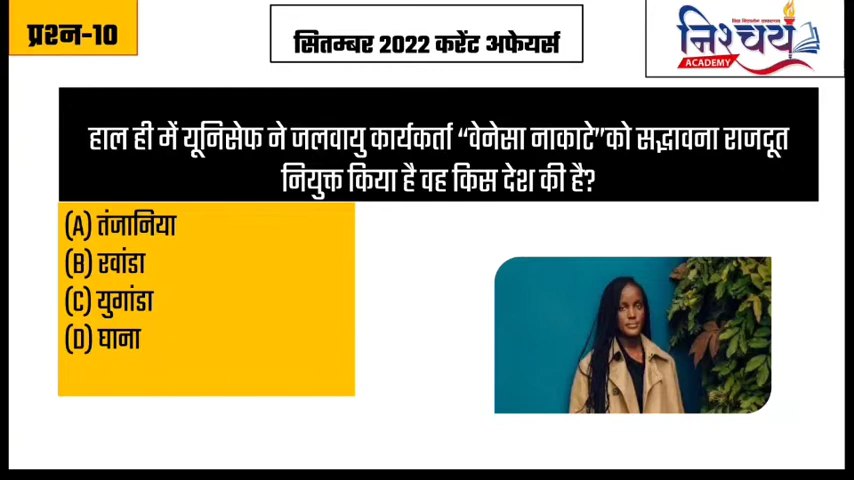 प्रश्न-10
सितम्बर 2022 करेंट अफेयर्स
निश्चय
ACADEMY
हाल ही में यूनिसेफ ने जलवायु कार्यकर्ता “वेनेसा नाकाटे”को सद्भावना राजदूत
नियुक्त किया है वह किस देश की है?
(A) तंजानिया
(B) रवांडा
(C) युगांडा
(D) घाना